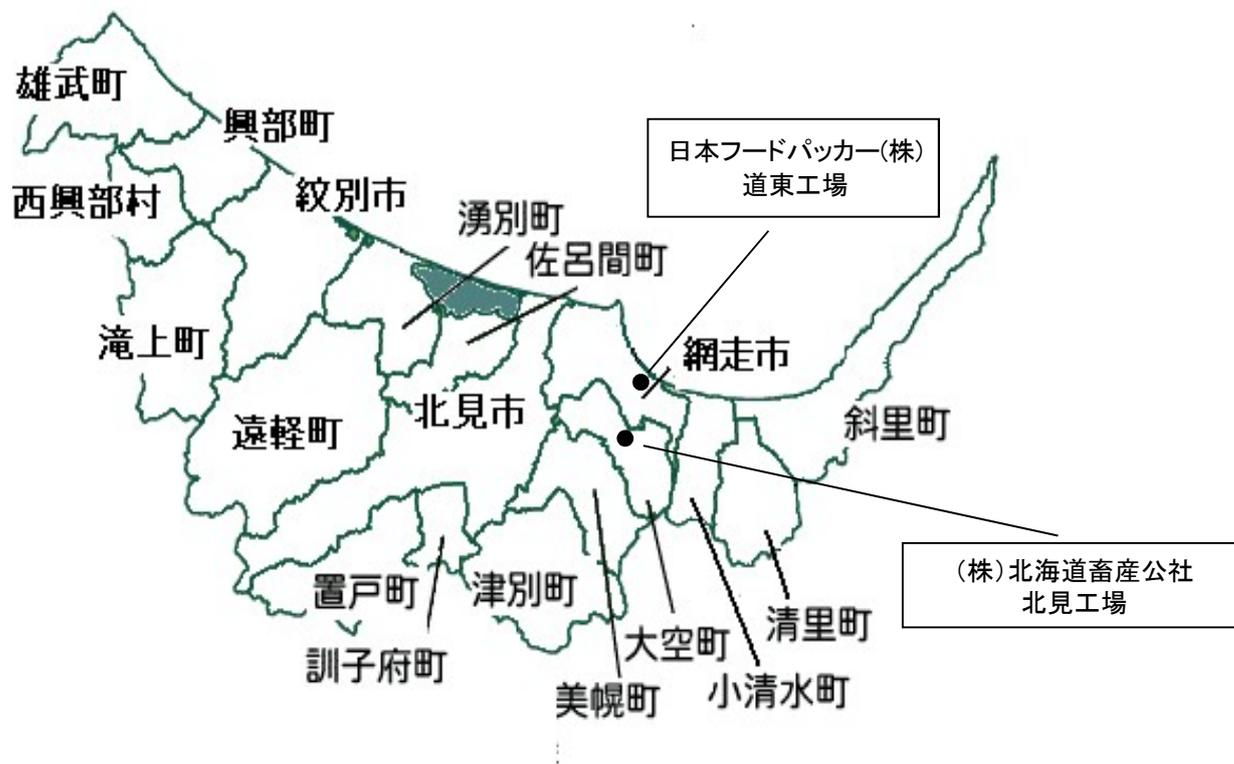 雄武町
興部町
日本フードパッカー(株)
道東工場
西興部村
紋別市
湧別町
佐呂間町
滝上町
網走市
遠軽町
北見市
斜里町
(株)北海道畜産公社
北見工場
置戸町
津別町
清里町
大空町
訓子府町
美幌町
小清水町